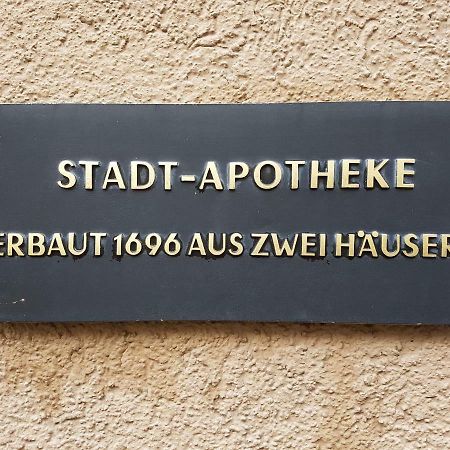 STADT-APOTHEKE
ERBAUT 1696 AUS ZWEI HÄUSER